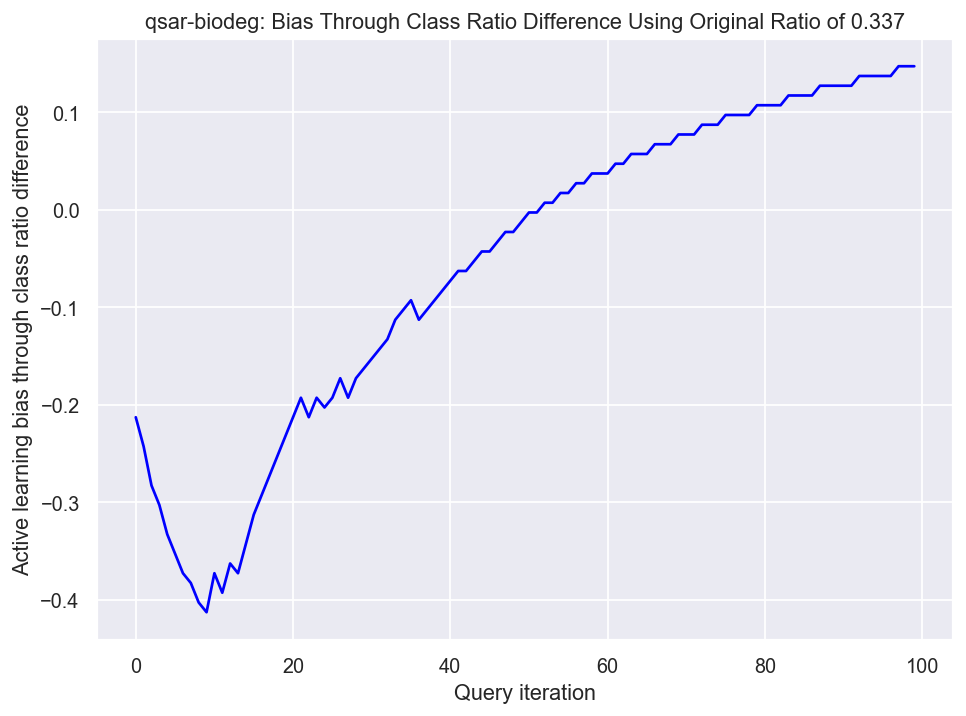 qsar-biodeg: Bias Through Class Ratio Difference Using Original Ratio of 0.337
Active learning bias through class ratio difference
0.1
0.0
−0.1
−0.2
−0.3
−0.4
0 20 40 60 80 100
Query iteration